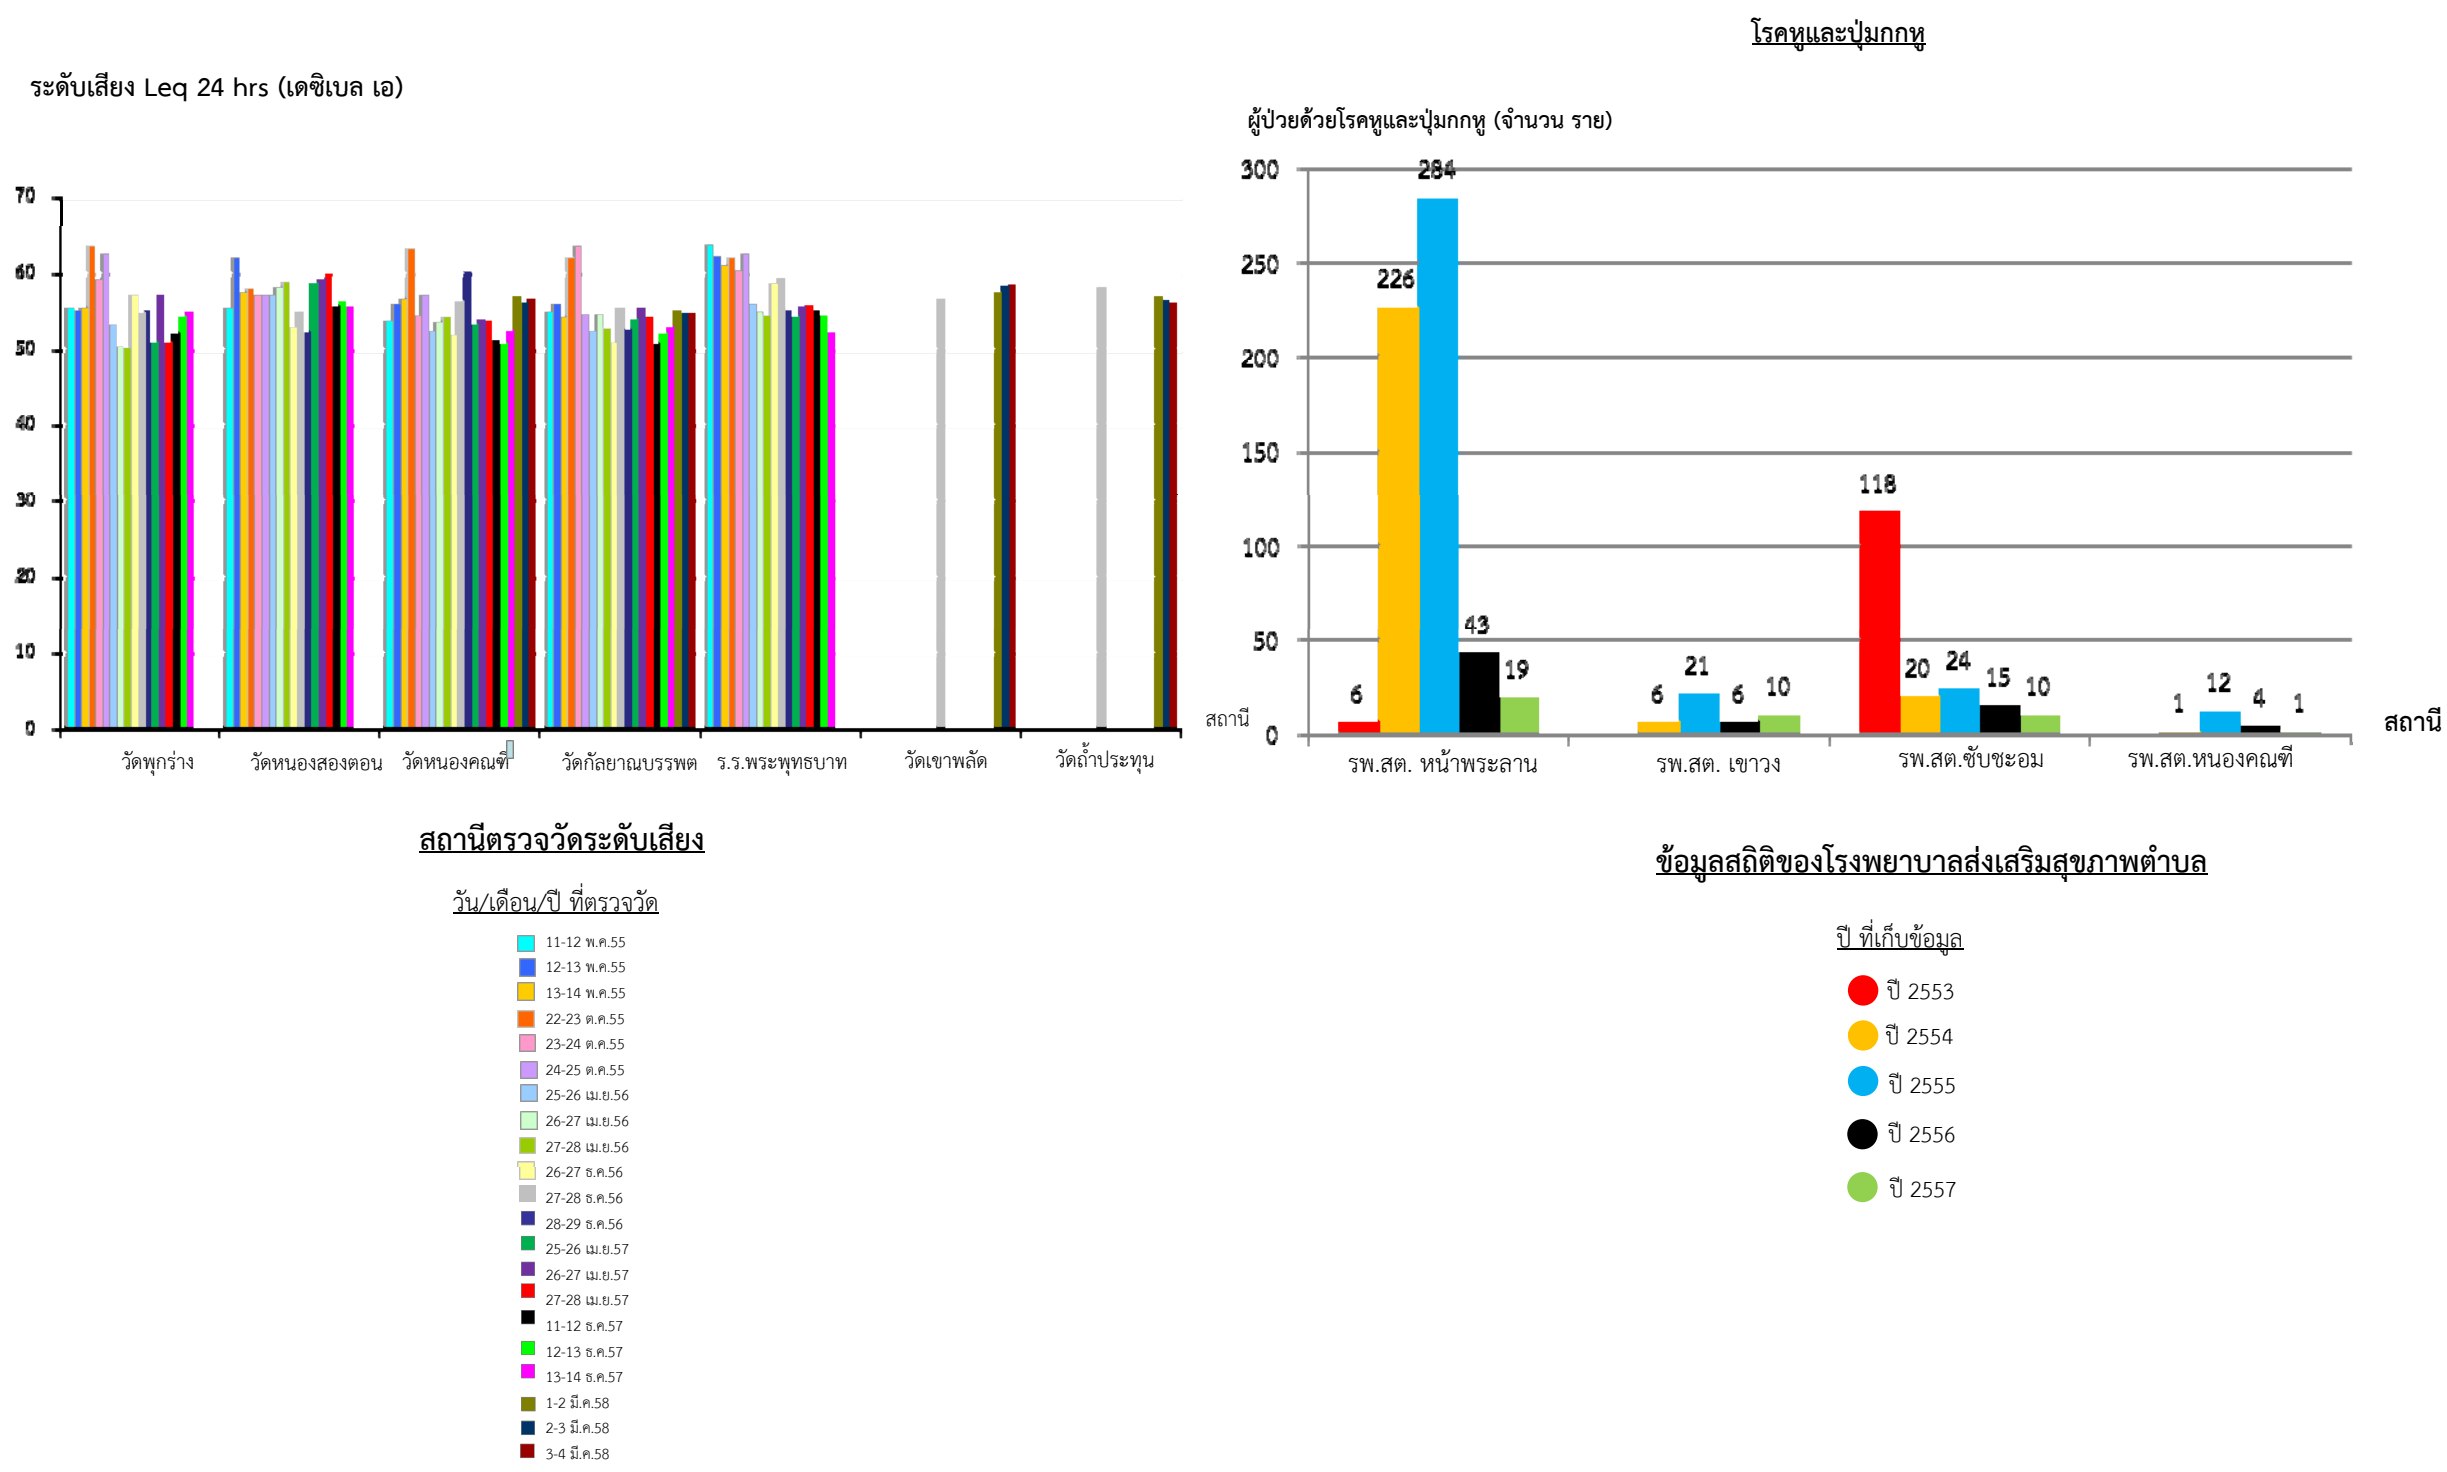 โรคหูและปุ่มกกหู
ระดับเสียง Leq 24 hrs (เดซิเบล เอ)
ผู้ป่วยด้วยโรคหูและปุ่มกกหู (จำนวน ราย)
70
60
50
40
30
20
10
0
วัดพุกร่าง
วัดหนองสองตอน
วัดหนองคณฑี
วัดกัลยาณบรรพต
ร.ร.พระพุทธบาท
วัดเขาพลัด
วัดถ้ำประทุน
สถานี
สถานีตรวจวัดระดับเสียง
วัน/เดือน/ปี ที่ตรวจวัด
11-12 พ.ค.55
12-13 พ.ค.55
13-14 พ.ค.55
22-23 ต.ค.55
23-24 ต.ค.55
24-25 ต.ค.55
25-26 เม.ย.56
26-27 เม.ย.56
27-28 เม.ย.56
26-27 ธ.ค.56
27-28 ธ.ค.56
28-29 ธ.ค.56
25-26 เม.ย.57
26-27 เม.ย.57
27-28 เม.ย.57
11-12 ธ.ค.57
12-13 ธ.ค.57
13-14 ธ.ค.57
1-2 มี.ค.58
2-3 มี.ค.58
3-4 มี.ค.58
300
250
200
150
100
50
0
6
226
284
43
19
6
21
6
10
118
20
24
15
10
1
12
4
1
รพ.สต. หน้าพระลาน
รพ.สต. เขาวง
รพ.สต.ซับชะอม
รพ.สต.หนองคณฑี
สถานี
ข้อมูลสถิติของโรงพยาบาลส่งเสริมสุขภาพตำบล
ปี ที่เก็บข้อมูล
ปี 2553
ปี 2554
ปี 2555
ปี 2556
ปี 2557